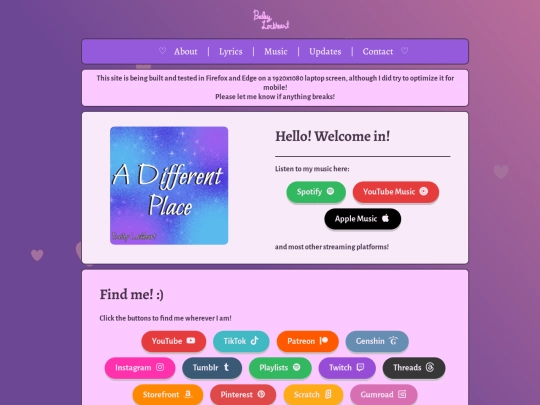 Bailey
Lockheart
♡ About | Lyrics | Music | Updates | Contact ♡
This site is being built and tested in Firefox and Edge on a 1920x1080 laptop screen, although I did try to optimize it for
mobile!
Please let me know if anything breaks!
A Different
Place
Hello! Welcome in!
Listen to my music here:
Spotify
YouTube Music
Apple Music
and most other streaming platforms!
Find me! :)
Click the buttons to find me wherever I am!
YouTube
TikTok
Patreon
Genshin
Instagram
Tumblr
Playlists
Twitch
Threads
Storefront
Pinterest
Scratch
Gumroad